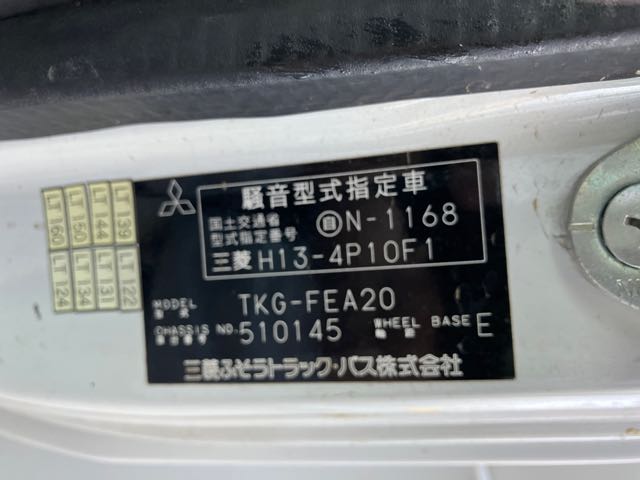 騒音型式指定車
国土交通省
型式指定番号
自N-1168
三菱 H13-4P10F1
MODEL TKG-FEA20
CHASSIS NO. 510145 WHEEL BASE E
三菱ふそうトラック・バス株式会社
LT 160
LT 150
LT 144
LT 139
LT 124
LT 134
LT 131
LT 122